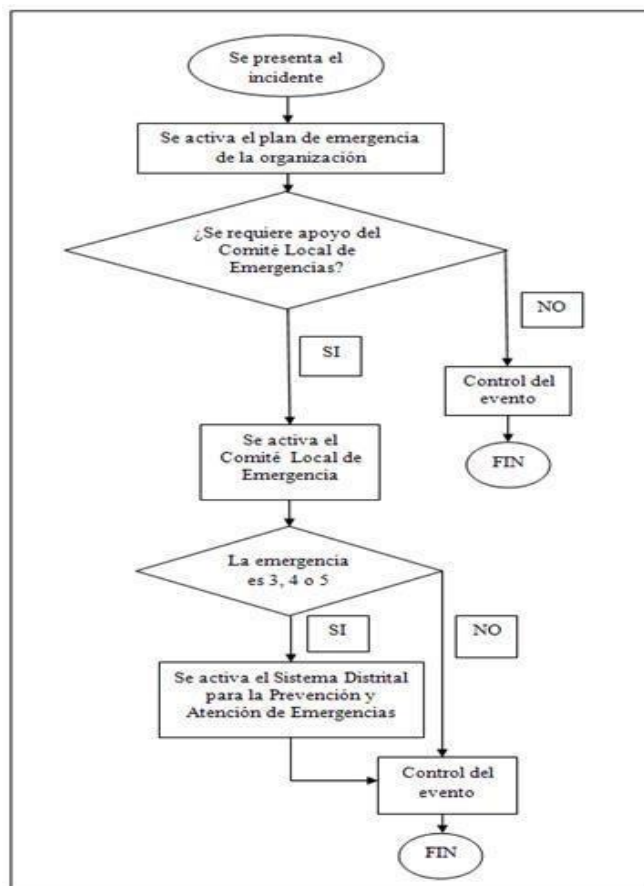 Se presenta el
incidente
Se activa el plan de emergencia
de la organización
¿Se requiere apoyo del
Comité Local de
Emergencias?
NO
SI
Control del
evento
FIN
Se activa el
Comité Local de
Emergencia
La emergencia
es 3, 4 o 5
SI
NO
Se activa el Sistema Distrital
para la Prevención y
Atención de Emergencias
Control del
evento
FIN